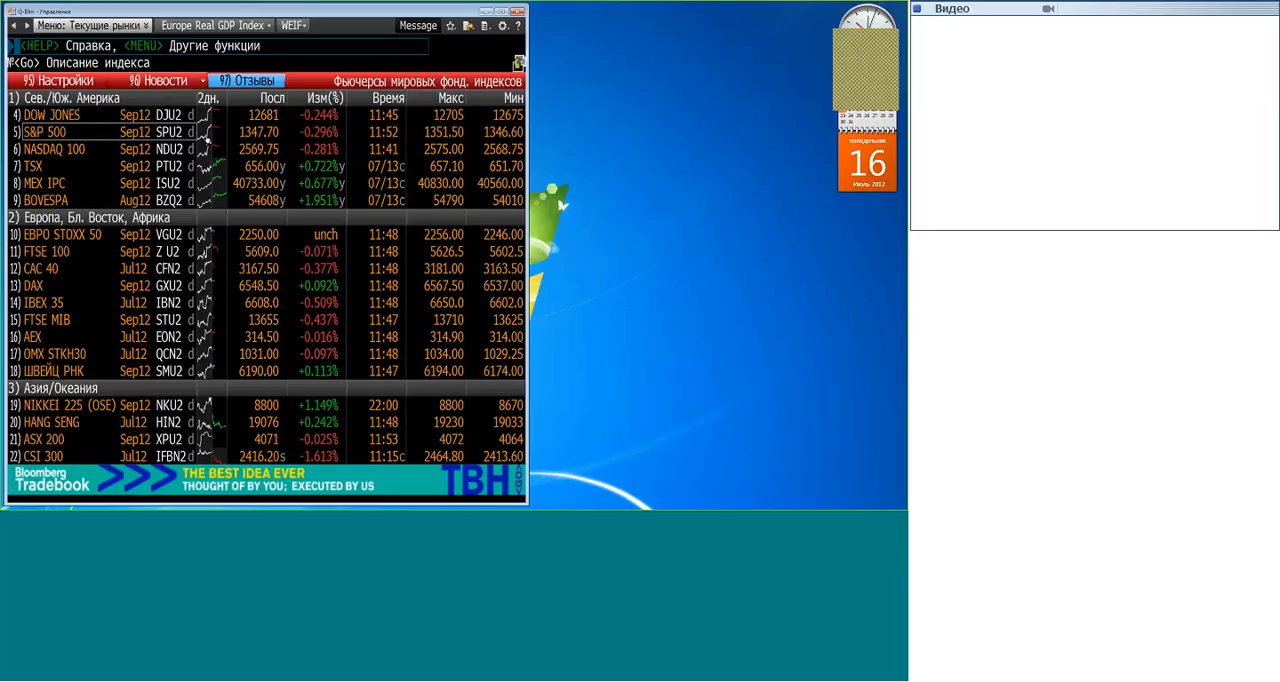 Q-film - Управление
Видео
Меню: Текущие рынки Europe Real GDP Index WEIF Message
<HELP> Справка, <MENU> Другие функции
№<Go> Описание индекса
95) Настройки 96) Новости 97) Отзывы Фьючерсы мировых фонд. индексов
1) Сев./Юж. Америка 2дн. Посл Изм(%) Время Макс Мин
4) DOW JONES Sep12 DJU2 d 12681 -0.244% 11:45 12705 12675
5) S&P 500 Sep12 SPU2 d 1347.70 -0.296% 11:52 1351.50 1346.60
6) NASDAQ 100 Sep12 NDU2 d 2569.75 -0.281% 11:41 2575.00 2568.75
7) TSX Sep12 PTU2 d 656.00y +0.722%y 07/13c 657.10 651.70
8) MEX IPC Sep12 ISU2 d 40733.00y +0.677%y 07/13c 40830.00 40560.00
9) BOVESPA Aug12 BZQ2 d 54608y +1.951%y 07/13c 54790 54010
2) Европа, Бл. Восток, Африка
10) ЕВРО STOXX 50 Sep12 VGU2 d 2250.00 unch 11:48 2256.00 2246.00
11) FTSE 100 Sep12 Z U2 d 5609.0 -0.071% 11:48 5626.5 5602.5
12) CAC 40 Jul12 CFN2 d 3167.50 -0.377% 11:48 3181.00 3163.50
13) DAX Sep12 GXU2 d 6548.50 +0.092% 11:48 6567.50 6537.00
14) IBEX 35 Jul12 IBN2 d 6608.0 -0.509% 11:48 6650.0 6602.0
15) FTSE MIB Sep12 STU2 d 13655 -0.437% 11:47 13710 13625
16) AEX Jul12 EON2 d 314.50 -0.016% 11:48 314.90 314.00
17) OMX STKH30 Jul12 QCN2 d 1031.00 -0.097% 11:48 1034.00 1029.25
18) ШВЕЙЦ РНК Sep12 SMU2 d 6190.00 +0.113% 11:47 6194.00 6174.00
3) Азия/Океания
19) NIKKEI 225 (OSE) Sep12 NKU2 d 8800 +1.149% 22:00 8800 8670
20) HANG SENG Jul12 HIN2 d 19076 +0.242% 11:48 19230 19033
21) ASX 200 Sep12 XPU2 d 4071 -0.025% 11:53 4072 4064
22) CSI 300 Jul12 IFBN2 d 2416.20s -1.613% 11:15c 2464.80 2413.60
Bloomberg Tradebook
THE BEST IDEA EVER
THOUGHT OF BY YOU; EXECUTED BY US
TBH <GO>
23 24 25 26 27 28 29
30 31
понедельник
16
Июль 2012